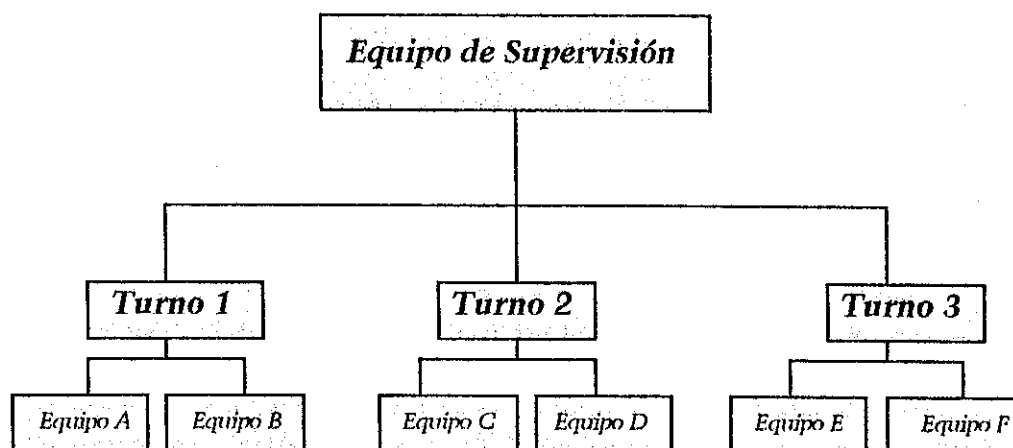 Equipo de Supervisión
Turno 1
Turno 2
Turno 3
Equipo A
Equipo B
Equipo C
Equipo D
Equipo E
Equipo F